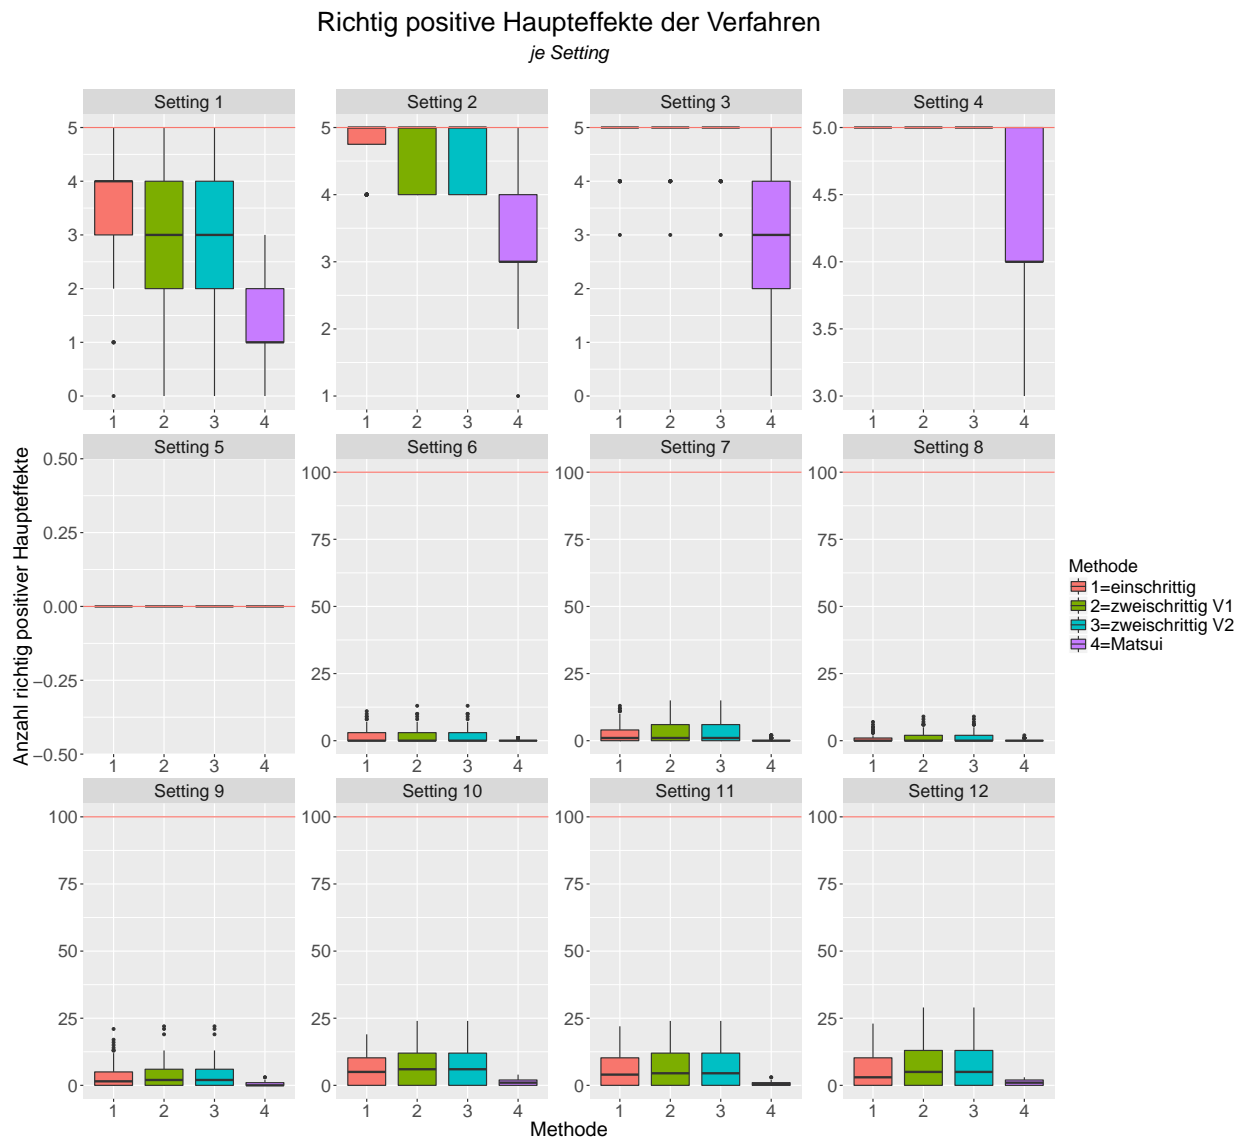 Richtig positive Haupteffekte der Verfahren
je Setting
Setting 1
Setting 2
Setting 3
Setting 4
5
4
3
2
1
0
5
4
3
2
1
5
4
3
2
1
0
5.0
4.5
4.0
3.5
3.0
1 2 3 4
1 2 3 4
1 2 3 4
1 2 3 4
Setting 5
Setting 6
Setting 7
Setting 8
0.50
0.25
0.00
−0.25
−0.50
100
75
50
25
0
100
75
50
25
0
100
75
50
25
0
1 2 3 4
1 2 3 4
1 2 3 4
1 2 3 4
Setting 9
Setting 10
Setting 11
Setting 12
100
75
50
25
0
100
75
50
25
0
100
75
50
25
0
100
75
50
25
0
1 2 3 4
1 2 3 4
1 2 3 4
1 2 3 4
Methode
Anzahl richtig positiver Haupteffekte
Methode
1=einschrittig
2=zweischrittig V1
3=zweischrittig V2
4=Matsui